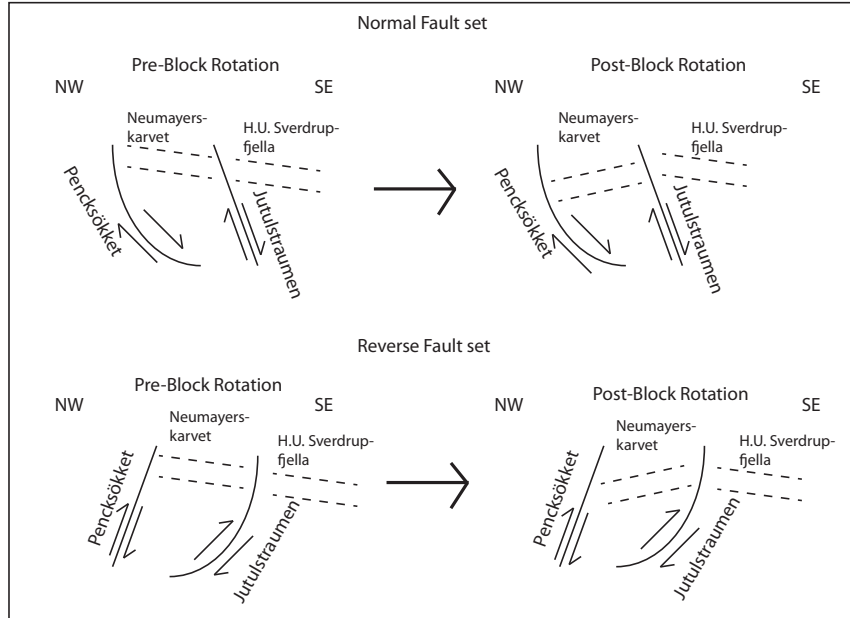 Normal Fault set
Pre-Block Rotation
NW
SE
Neumayers-
karvet
H.U. Sverdrup-
fjella
Pencksökket
Jutulstraumen
Post-Block Rotation
NW
SE
Neumayers-
karvet
H.U. Sverdrup-
fjella
Pencksökket
Jutulstraumen
Reverse Fault set
Pre-Block Rotation
NW
SE
Neumayers-
karvet
H.U. Sverdrup-
fjella
Pencksökket
Jutulstraumen
Post-Block Rotation
NW
SE
Neumayers-
karvet
H.U. Sverdrup-
fjella
Pencksökket
Jutulstraumen